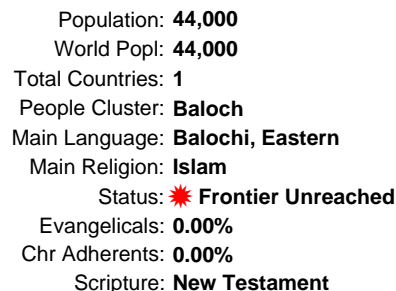 Population: 44,000
World Popl: 44,000
Total Countries: 1
People Cluster: Baloch
Main Language: Balochi, Eastern
Main Religion: Islam
Status: Frontier Unreached
Evangelicals: 0.00%
Chr Adherents: 0.00%
Scripture: New Testament